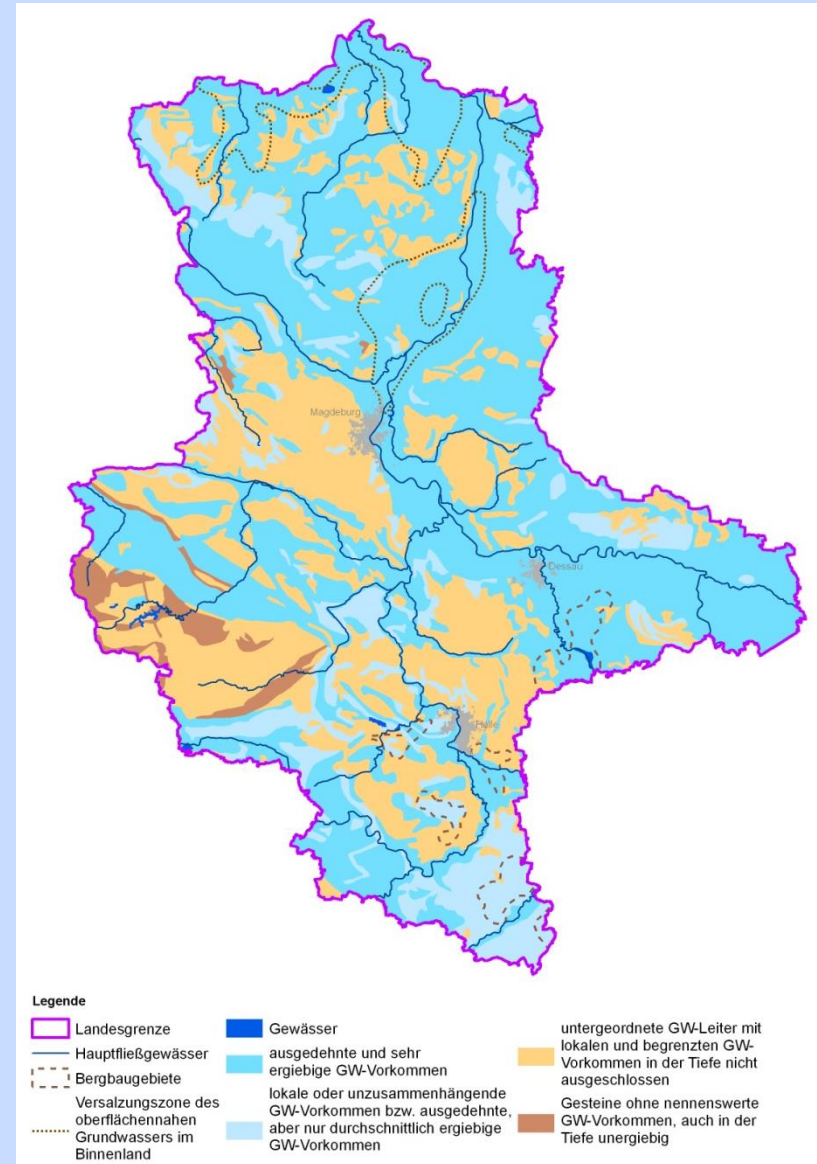 Magdeburg
Dessau
Halle
Legende
Landesgrenze
Hauptfließgewässer
Bergbaugebiete
Versalzungszone des
oberflächennahen
Grundwassers im
Binnenland
Gewässer
ausgedehnte und sehr
ergiebige GW-Vorkommen
lokale oder unzusammenhängende
GW-Vorkommen bzw. ausgedehnte,
aber nur durchschnittlich ergiebige
GW-Vorkommen
untergeordnete GW-Leiter mit
lokalen und begrenzten GW-
Vorkommen in der Tiefe nicht
ausgeschlossen
Gesteine ohne nennenswerte
GW-Vorkommen, auch in der
Tiefe unergiebig